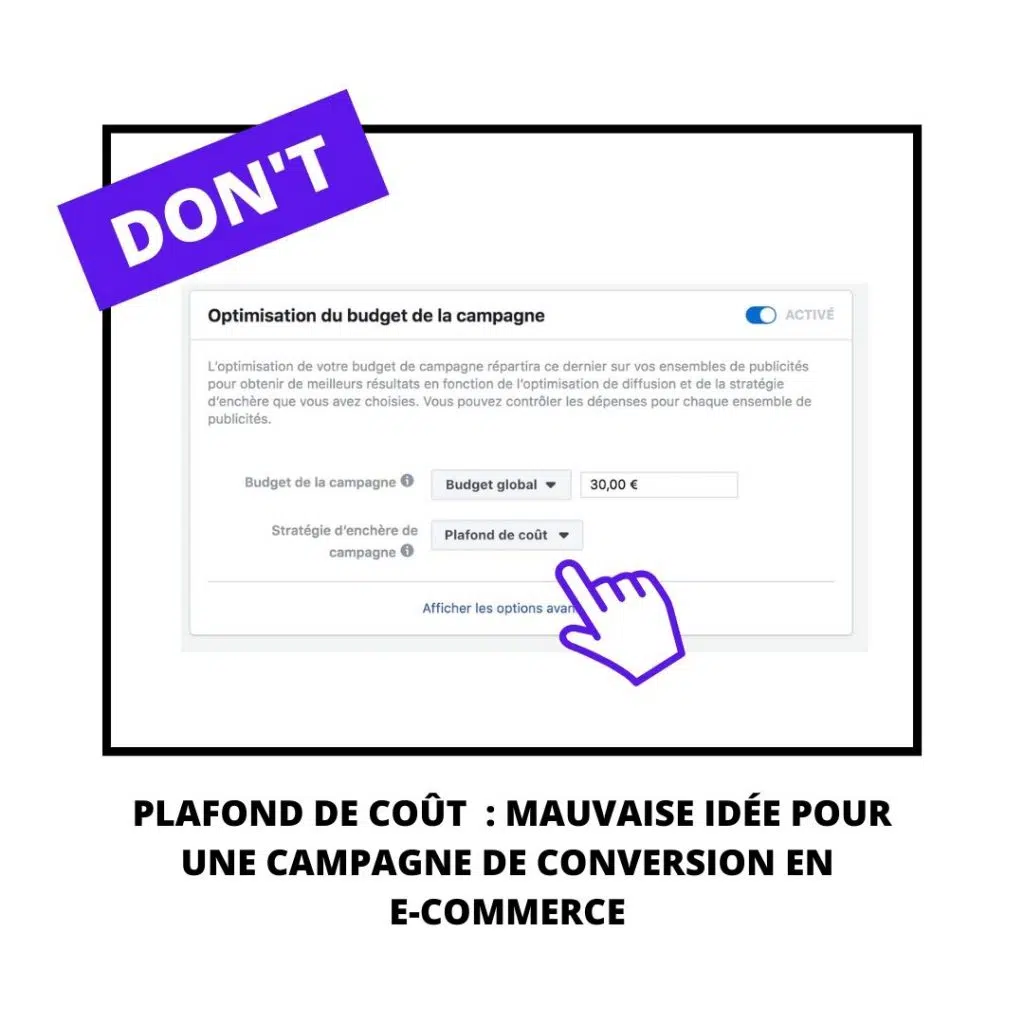 DON'T
Optimisation du budget de la campagne
ACTIVÉ
L'optimisation de votre budget de campagne répartira ce dernier sur vos ensembles de publicités
pour obtenir de meilleurs résultats en fonction de l'optimisation de diffusion et de la stratégie
d'enchère que vous avez choisies. Vous pouvez contrôler les dépenses pour chaque ensemble de
publicités.
Budget de la campagne
Budget global
30,00 €
Stratégie d'enchère de
campagne
Plafond de coût
Afficher les options avan
PLAFOND DE COÛT : MAUVAISE IDÉE POUR
UNE CAMPAGNE DE CONVERSION EN
E-COMMERCE